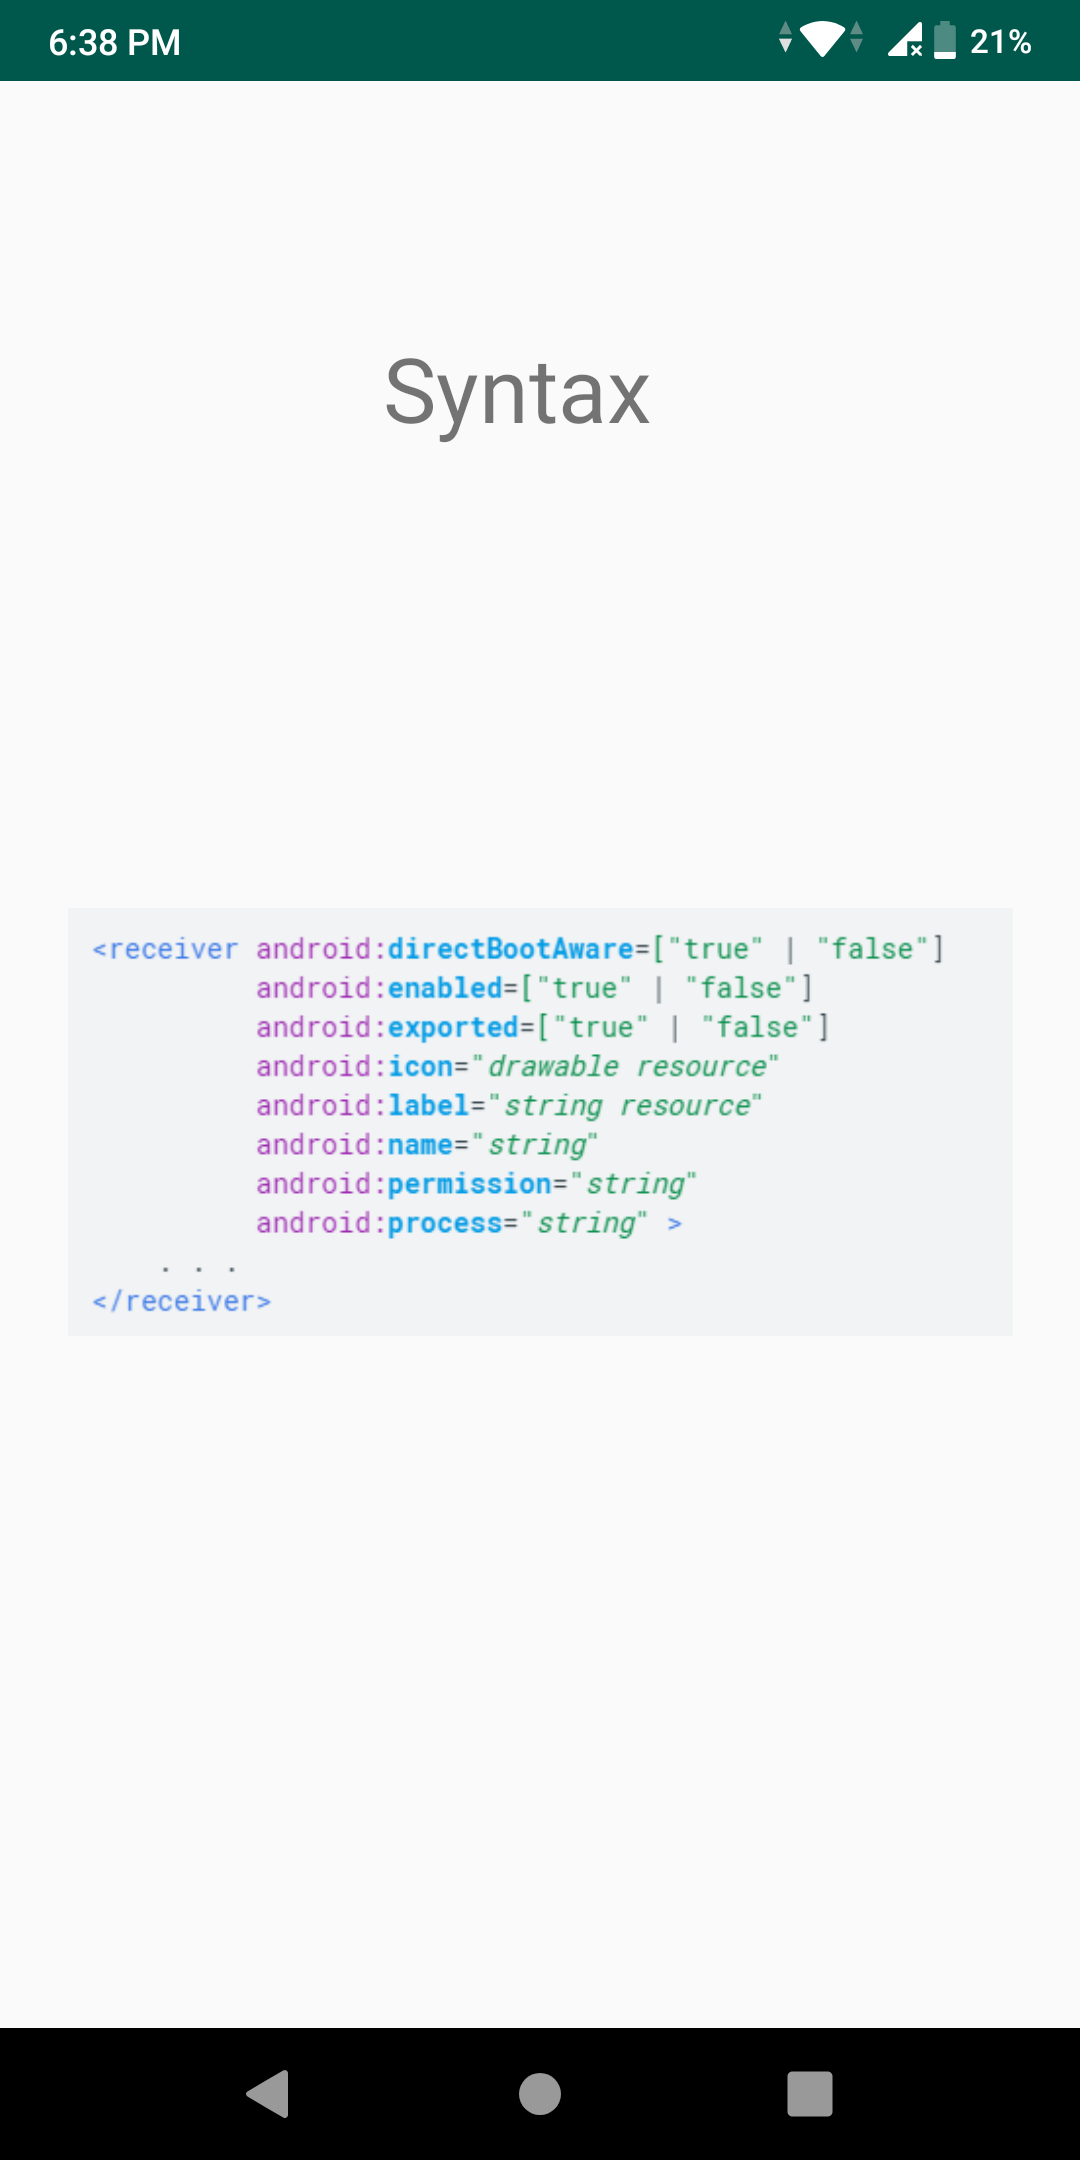 6:38 PM 21%
Syntax
<receiver android:directBootAware=["true" | "false"]
android:enabled=["true" | "false"]
android:exported=["true" | "false"]
android:icon="drawable resource"
android:label="string resource"
android:name="string"
android:permission="string"
android:process="string" >
. . .
</receiver>